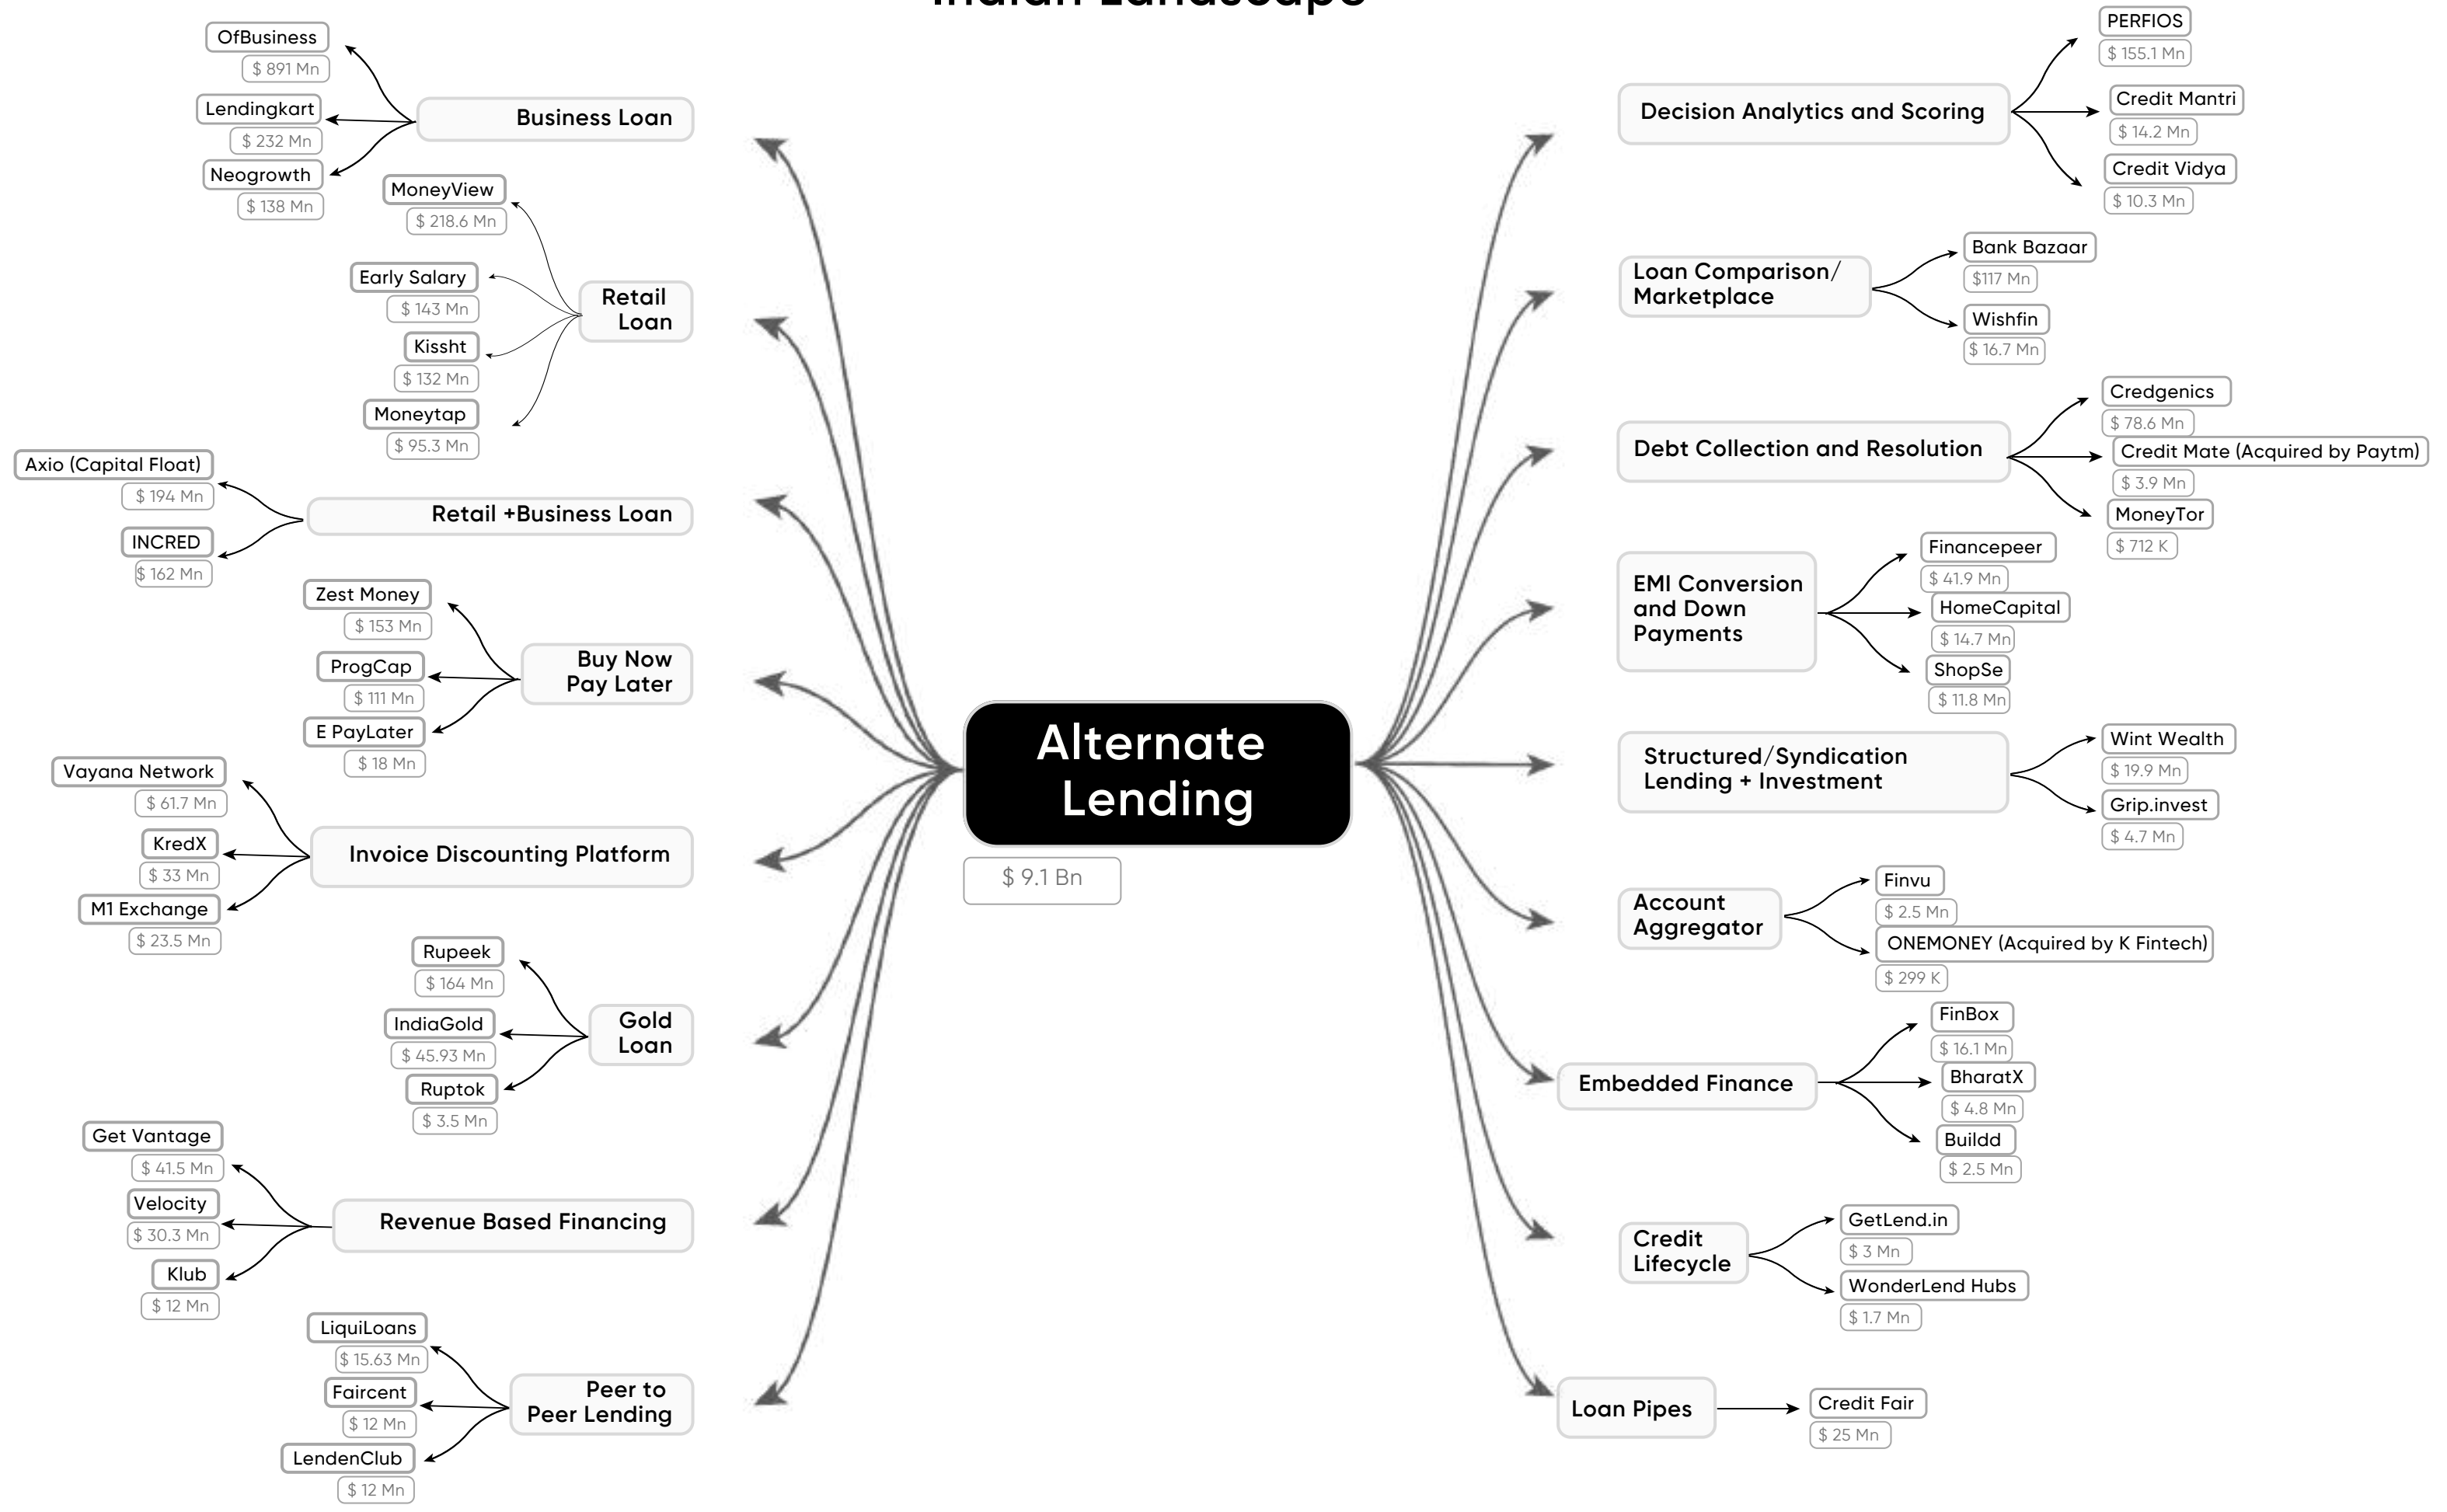 Indian Landscape
OfBusiness
$ 891 Mn
Lendingkart
$ 232 Mn
Neogrowth
$ 138 Mn
Business Loan
MoneyView
$ 218.6 Mn
Early Salary
$ 143 Mn
Kissht
$ 132 Mn
Moneytap
$ 95.3 Mn
Retail
Loan
Axio (Capital Float)
$ 194 Mn
INCRED
$ 162 Mn
Retail +Business Loan
Zest Money
$ 153 Mn
ProgCap
$ 111 Mn
E PayLater
$ 18 Mn
Buy Now
Pay Later
Vayana Network
$ 61.7 Mn
KredX
$ 33 Mn
M1 Exchange
$ 23.5 Mn
Invoice Discounting Platform
Rupeek
$ 164 Mn
IndiaGold
$ 45.93 Mn
Ruptok
$ 3.5 Mn
Gold
Loan
Get Vantage
$ 41.5 Mn
Velocity
$ 30.3 Mn
Klub
$ 12 Mn
Revenue Based Financing
LiquiLoans
$ 15.63 Mn
Faircent
$ 12 Mn
LendenClub
$ 12 Mn
Peer to
Peer Lending
Alternate
Lending
$ 9.1 Bn
Decision Analytics and Scoring
PERFIOS
$ 155.1 Mn
Credit Mantri
$ 14.2 Mn
Credit Vidya
$ 10.3 Mn
Loan Comparison/
Marketplace
Bank Bazaar
$117 Mn
Wishfin
$ 16.7 Mn
Debt Collection and Resolution
Credgenics
$ 78.6 Mn
Credit Mate (Acquired by Paytm)
$ 3.9 Mn
MoneyTor
$ 712 K
EMI Conversion
and Down
Payments
Financepeer
$ 41.9 Mn
HomeCapital
$ 14.7 Mn
ShopSe
$ 11.8 Mn
Structured/Syndication
Lending + Investment
Wint Wealth
$ 19.9 Mn
Grip.invest
$ 4.7 Mn
Account
Aggregator
Finvu
$ 2.5 Mn
ONEMONEY (Acquired by K Fintech)
$ 299 K
Embedded Finance
FinBox
$ 16.1 Mn
BharatX
$ 4.8 Mn
Buildd
$ 2.5 Mn
Credit
Lifecycle
GetLend.in
$ 3 Mn
WonderLend Hubs
$ 1.7 Mn
Loan Pipes
Credit Fair
$ 25 Mn